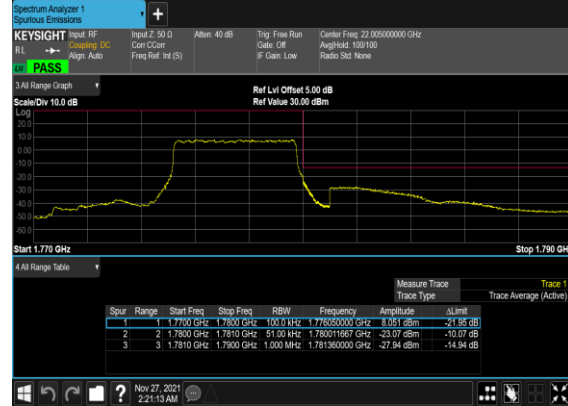 Spectrum Analyzer 1
Spurious Emissions
+
KEYSIGHT Input: RF Input Z: 50 Ω Atten: 40 dB Trig: Free Run Center Freq: 22.005000000 GHz
RL Coupling: DC Corr CCorr Gate: Off Avg|Hold: 100/100
Align: Auto Freq Ref: Int (S) IF Gain: Low Radio Std: None
LXI PASS
3 All Range Graph
Ref Lvl Offset 5.00 dB
Scale/Div 10.0 dB Ref Value 30.00 dBm
Log
20.0
10.0
0.00
-10.0
-20.0
-30.0
-40.0
-50.0
-60.0
Start 1.770 GHz Stop 1.790 GH
4 All Range Table
Measure Trace Trace 1
Trace Type Trace Average (Active)
Spur Range Start Freq Stop Freq RBW Frequency Amplitude ΔLimit
1 1 1.7700 GHz 1.7800 GHz 100.0 kHz 1.776050000 GHz 8.051 dBm -21.95 dB
2 2 1.7800 GHz 1.7810 GHz 51.00 kHz 1.780011667 GHz -23.07 dBm -10.07 dB
3 3 1.7810 GHz 1.7900 GHz 1.000 MHz 1.781360000 GHz -27.94 dBm -14.94 dB
? Nov 27, 2021
2:21:13 AM